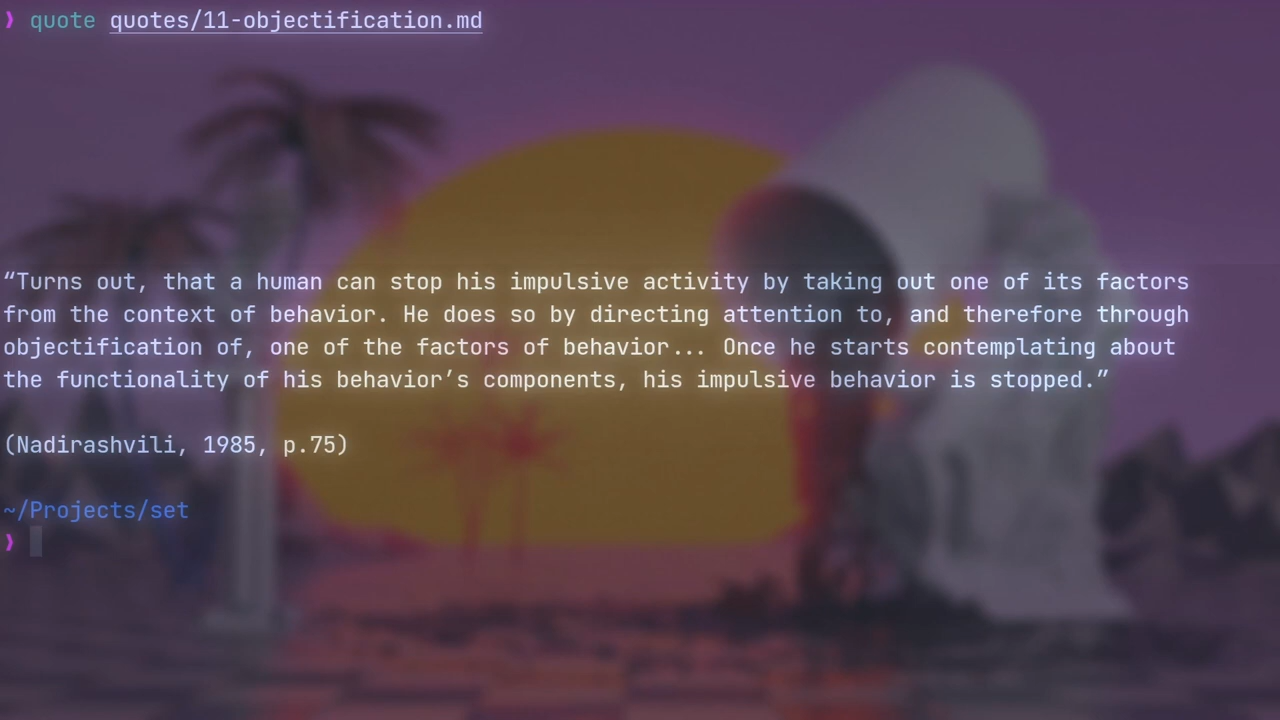 ❯ quote quotes/11-objectification.md
“Turns out, that a human can stop his impulsive activity by taking out one of its factors
from the context of behavior. He does so by directing attention to, and therefore through
objectification of, one of the factors of behavior... Once he starts contemplating about
the functionality of his behavior’s components, his impulsive behavior is stopped.”
(Nadirashvili, 1985, p.75)
~/Projects/set
❯